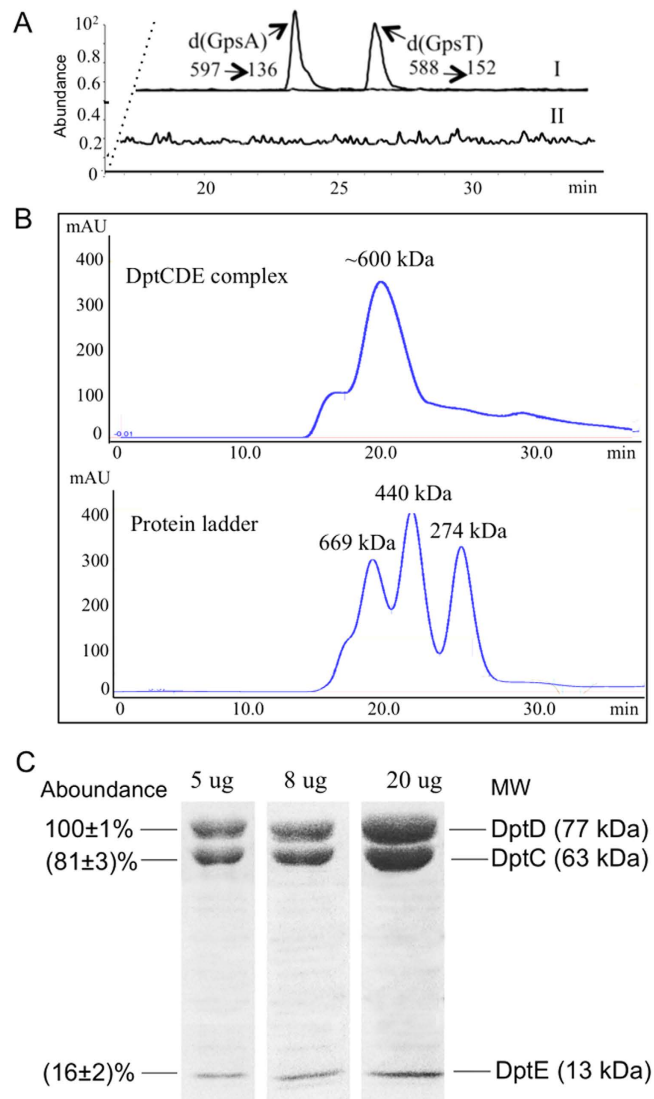 A
10²
0.8
0.6
0.4
0.2
0
Abundance
d(GpsA)
597 → 136
d(GpsT)
588 → 152
I
II
20 25 30 min
B
mAU
400
300
200
100
0
-0.01
DptCDE complex
~600 kDa
0 10.0 20.0 30.0 min
mAU
400
300
200
100
0
Protein ladder
669 kDa
440 kDa
274 kDa
0 10.0 20.0 30.0 min
C
Aboundance 5 ug 8 ug 20 ug MW
100±1% DptD (77 kDa)
(81±3)% DptC (63 kDa)
(16±2)% DptE (13 kDa)